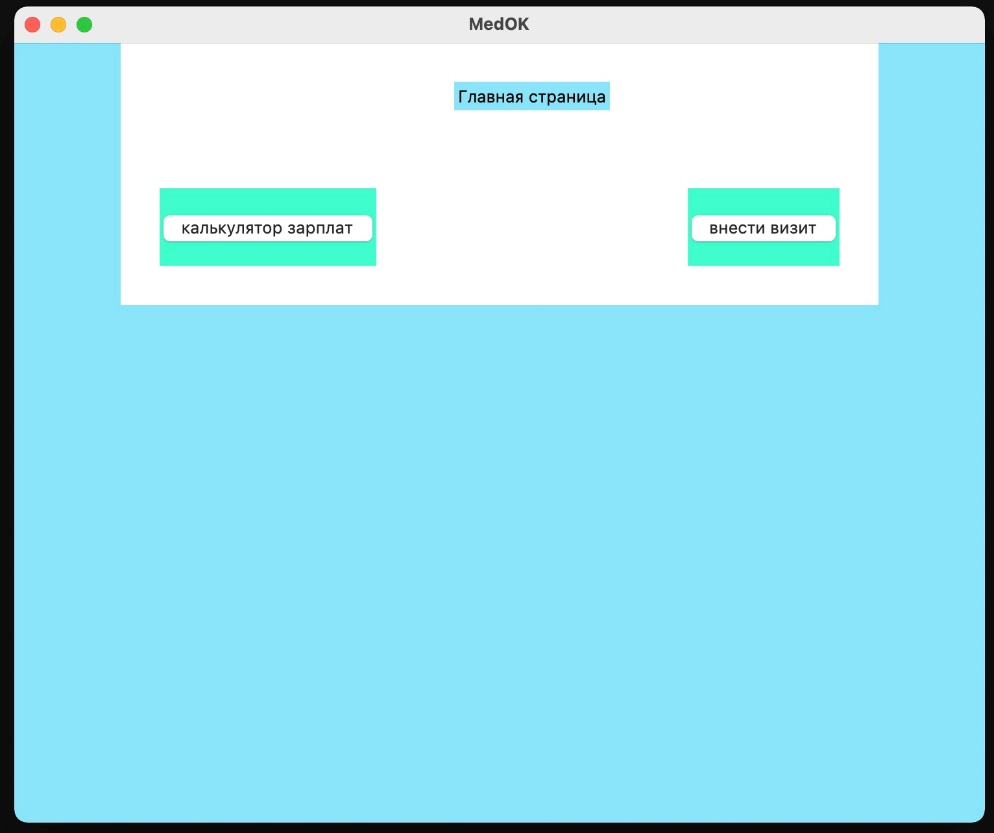 MedOK
Главная страница
калькулятор зарплат
внести визит